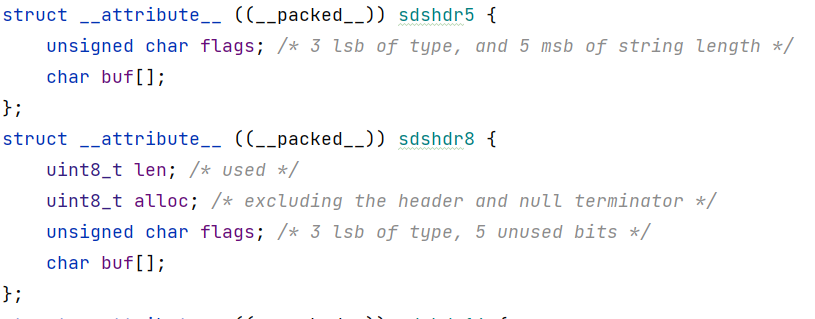 struct __attribute__ ((__packed__)) sdshdr5 {
    unsigned char flags; /* 3 lsb of type, and 5 msb of string length */
    char buf[];
};
struct __attribute__ ((__packed__)) sdshdr8 {
    uint8_t len; /* used */
    uint8_t alloc; /* excluding the header and null terminator */
    unsigned char flags; /* 3 lsb of type, 5 unused bits */
    char buf[];
};